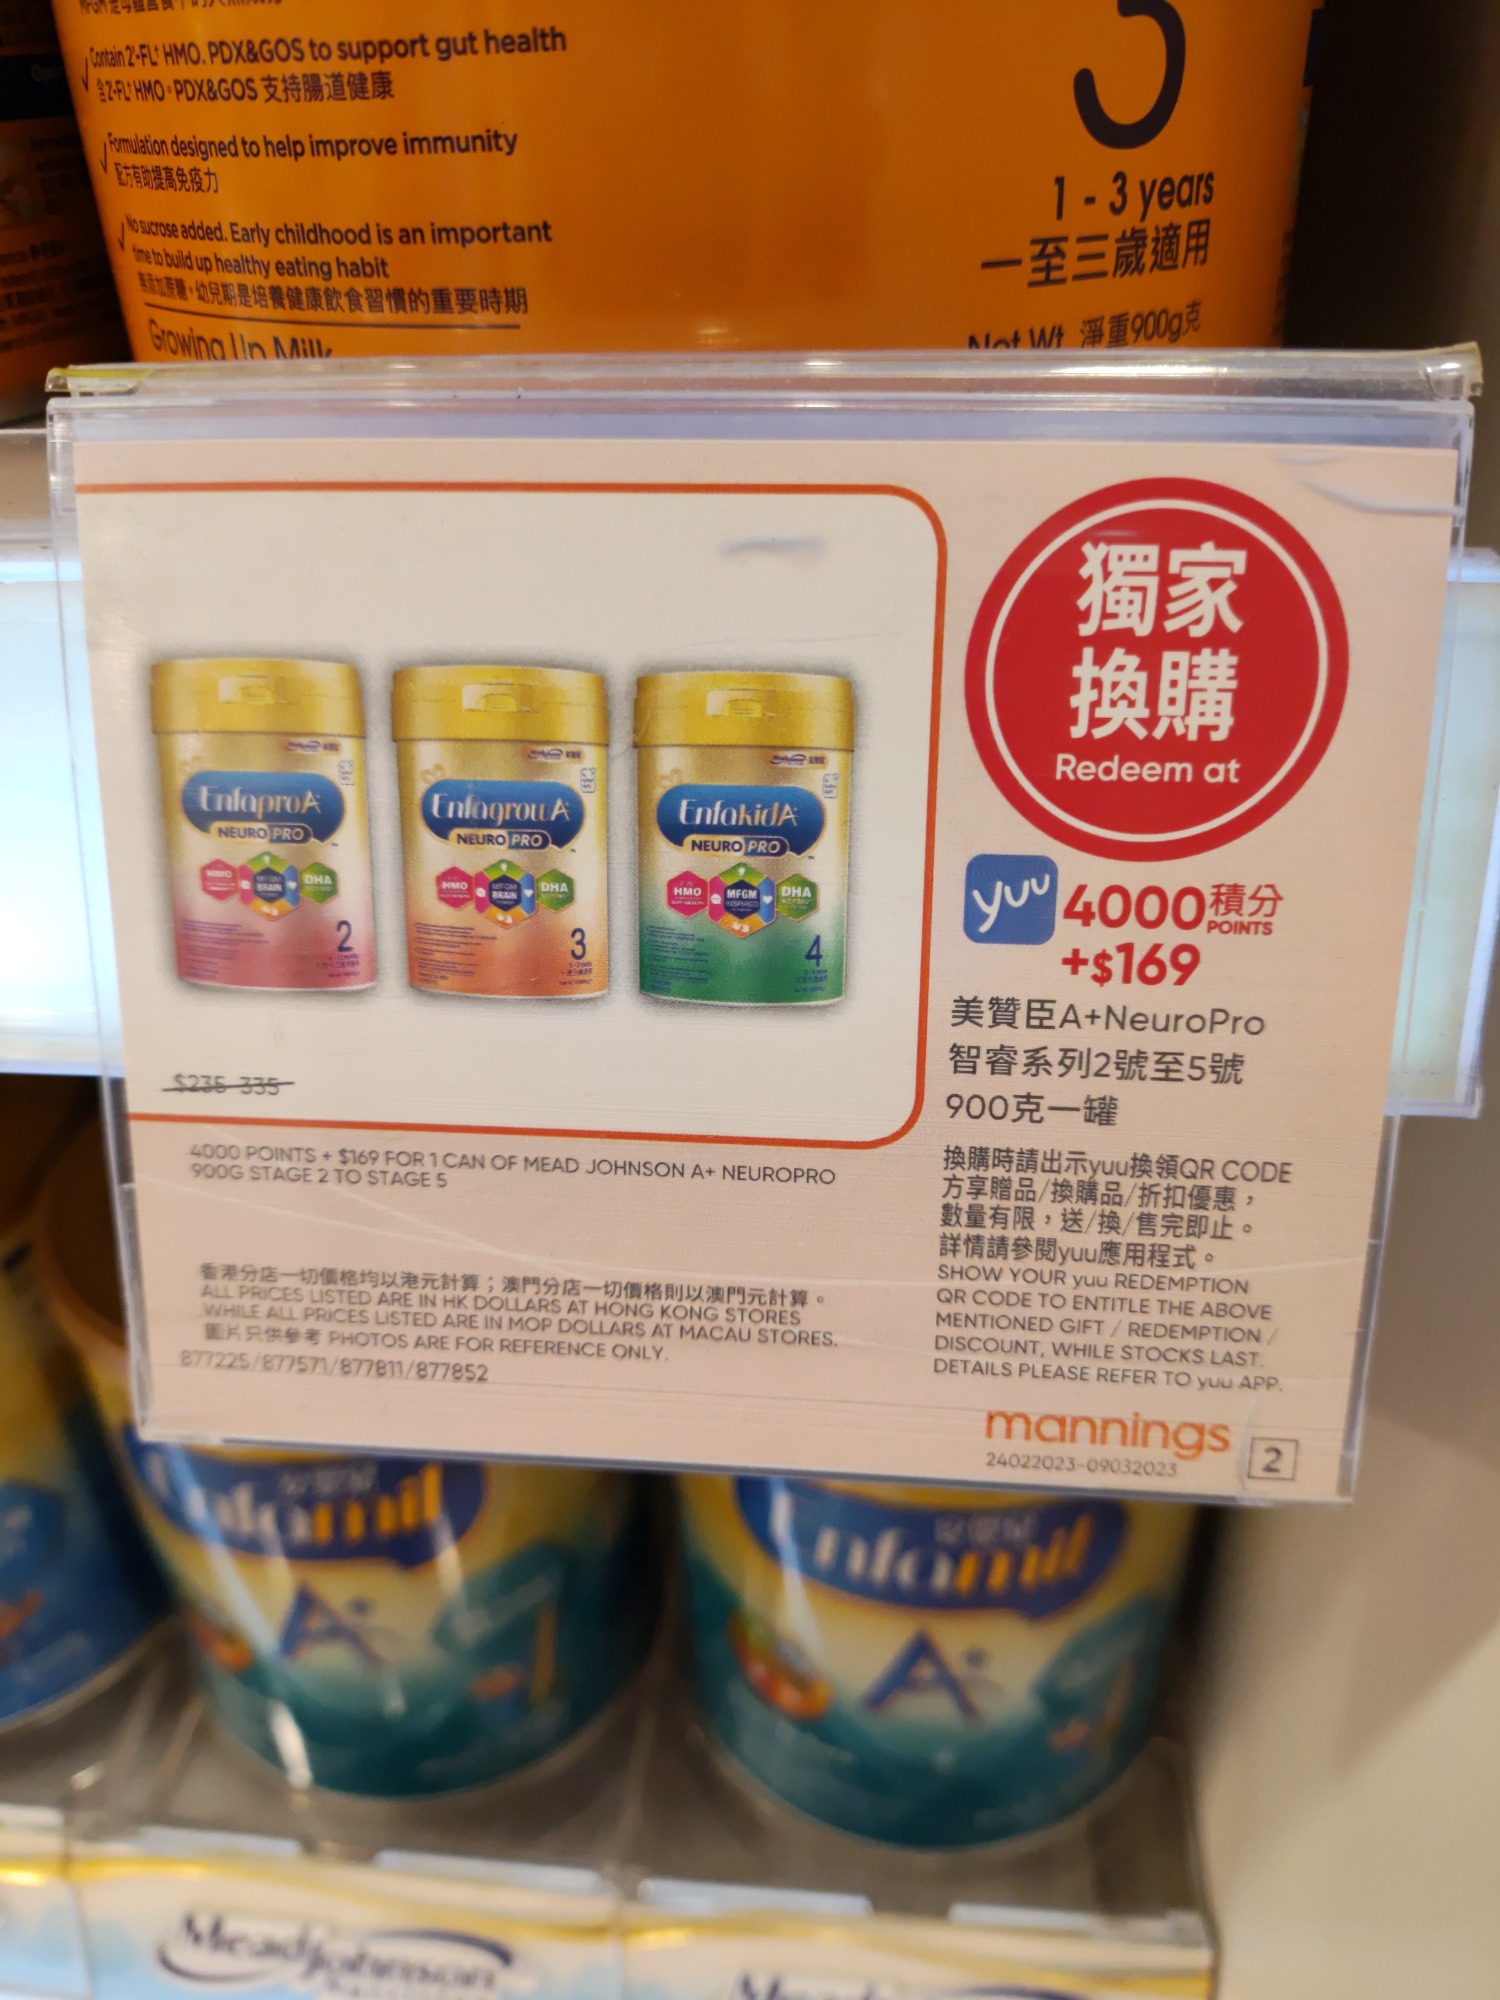 Contain 2'-FL† HMO, PDX&GOS to support gut health
含2'-FL† HMO、PDX&GOS 支持腸道健康
Formulation designed to help improve immunity
配方有助提高免疫力
No sucrose added. Early childhood is an important
time to build up healthy eating habit
無添加蔗糖。幼兒期是培養健康飲食習慣的重要時期
Growing Up Milk
3
1 - 3 years
一至三歲適用
Net Wt. 淨重900g克
獨家
換購
Redeem at
yuu 4000積分
POINTS
+$169
美贊臣A+NeuroPro
智睿系列2號至5號
900克一罐
換購時請出示yuu換領QR CODE
方享贈品/換購品/折扣優惠，
數量有限，送/換/售完即止。
詳情請參閱yuu應用程式。
SHOW YOUR yuu REDEMPTION
QR CODE TO ENTITLE THE ABOVE
MENTIONED GIFT / REDEMPTION /
DISCOUNT, WHILE STOCKS LAST.
DETAILS PLEASE REFER TO yuu APP.
mannings
24022023-09032023
2
EnfaproA+
NEURO PRO
HMO
BRAIN
DHA
2
EnfagrowA+
NEURO PRO
HMO
MFGM
BRAIN
DHA
3
EnfakidA+
NEURO PRO
HMO
MFGM
INSPIRED
DHA
4
$235-335
4000 POINTS + $169 FOR 1 CAN OF MEAD JOHNSON A+ NEUROPRO
900G STAGE 2 TO STAGE 5
香港分店一切價格均以港元計算；澳門分店一切價格則以澳門元計算。
ALL PRICES LISTED ARE IN HK DOLLARS AT HONG KONG STORES
WHILE ALL PRICES LISTED ARE IN MOP DOLLARS AT MACAU STORES.
圖片只供參考 PHOTOS ARE FOR REFERENCE ONLY.
877225/877571/877811/877852
Enfamil
A+
1
Enfamil
A+
1
MeadJohnson